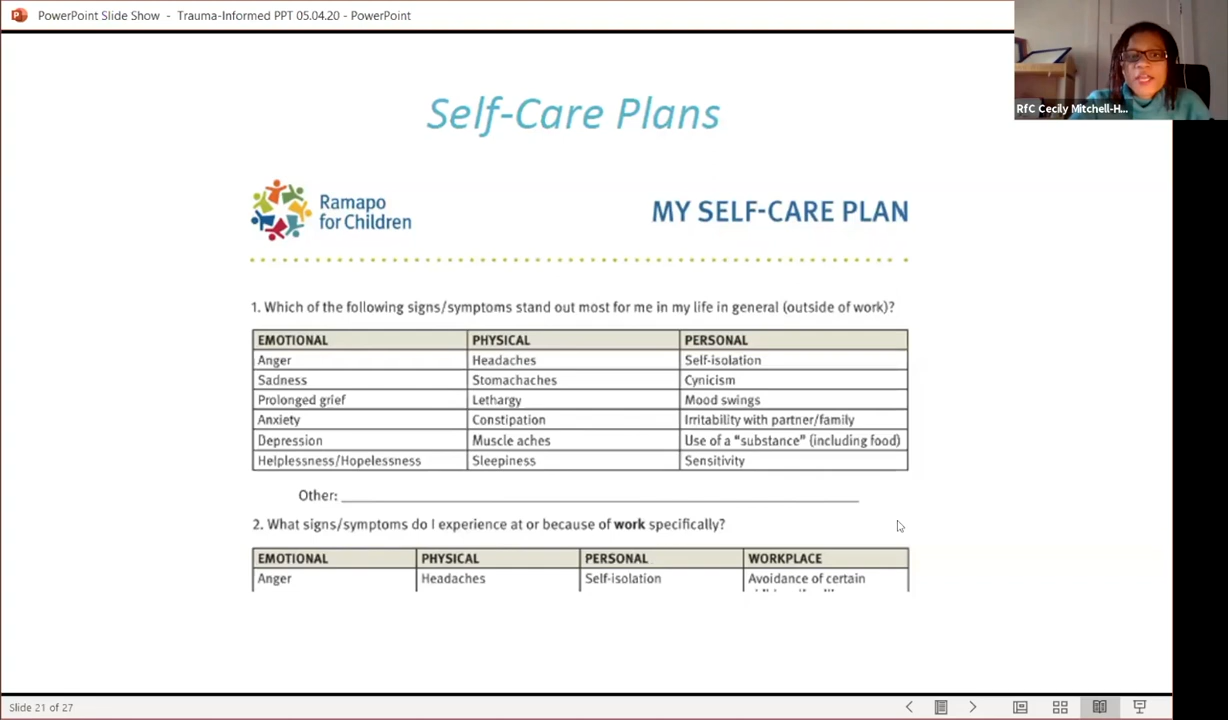 PowerPoint Slide Show - Trauma-Informed PPT 05.04.20 - PowerPoint
RfC Cecily Mitchell-H...
Self-Care Plans
Ramapo
for Children
MY SELF-CARE PLAN
1. Which of the following signs/symptoms stand out most for me in my life in general (outside of work)?
EMOTIONAL PHYSICAL PERSONAL
Anger Headaches Self-isolation
Sadness Stomachaches Cynicism
Prolonged grief Lethargy Mood swings
Anxiety Constipation Irritability with partner/family
Depression Muscle aches Use of a “substance” (including food)
Helplessness/Hopelessness Sleepiness Sensitivity
Other:
2. What signs/symptoms do I experience at or because of work specifically?
EMOTIONAL PHYSICAL PERSONAL WORKPLACE
Anger Headaches Self-isolation Avoidance of certain
Slide 21 of 27